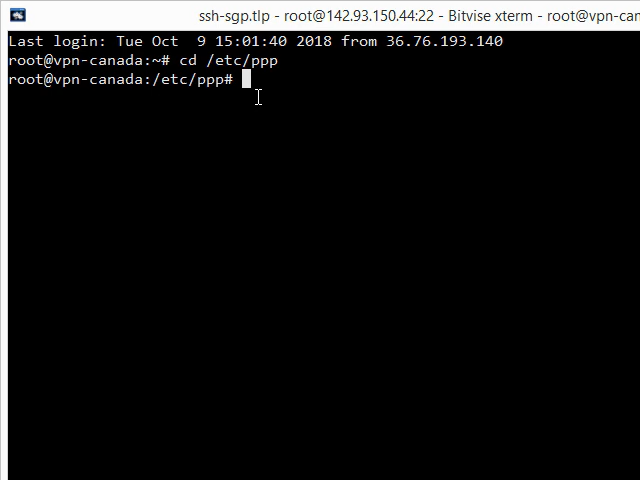 ssh-sgp.tlp - root@142.93.150.44:22 - Bitvise xterm - root@vpn-can
Last login: Tue Oct  9 15:01:40 2018 from 36.76.193.140
root@vpn-canada:~# cd /etc/ppp
root@vpn-canada:/etc/ppp#